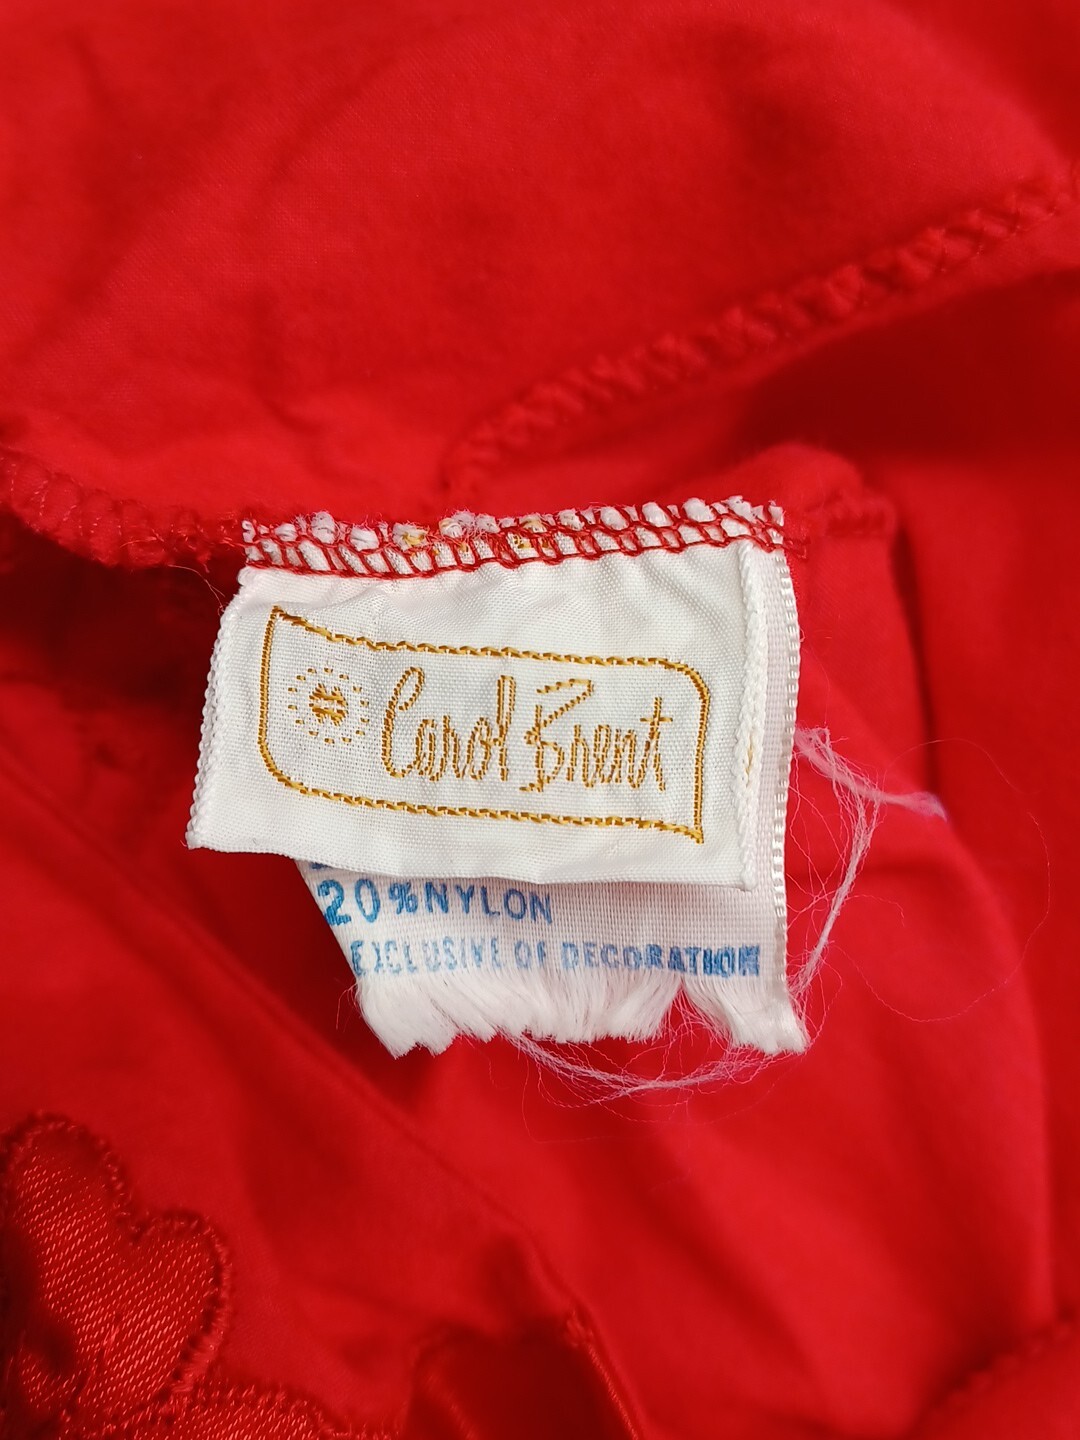 Carol Brent
20% NYLON
EXCLUSIVE OF DECORATION